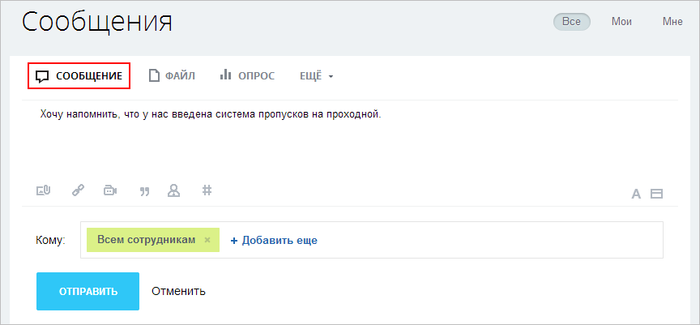 Сообщения
Все Мои Мне
СООБЩЕНИЕ ФАЙЛ ОПРОС ЕЩЁ
Хочу напомнить, что у нас введена система пропусков на проходной.
A
Кому: Всем сотрудникам × + Добавить еще
ОТПРАВИТЬ Отменить